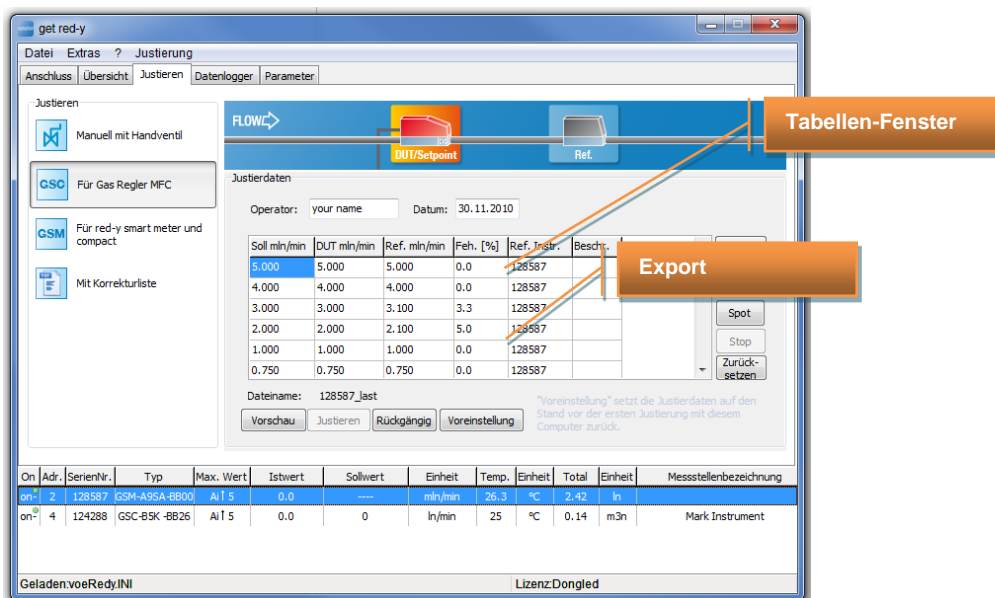 get red-y
Datei Extras ? Justierung
Anschluss Übersicht Justieren Datenlogger Parameter
Justieren
Manuell mit Handventil
GSC Für Gas Regler MFC
GSM Für red-y smart meter und compact
Mit Korrekturliste
FLOW
DUT/Setpoint
Ref.
Tabellen-Fenster
Justierdaten
Operator: your name Datum: 30.11.2010
Soll mln/min DUT mln/min Ref. mln/min Feh. [%] Ref. Instr. Beschr.
5.000 5.000 5.000 0.0 128587
4.000 4.000 4.000 0.0 128587
3.000 3.000 3.100 3.3 128587
2.000 2.000 2.100 5.0 128587
1.000 1.000 1.000 0.0 128587
0.750 0.750 0.750 0.0 128587
Export
Spot
Stop
Zurück-
setzen
Dateiname: 128587_last
Vorschau Justieren Rückgängig Voreinstellung
"Voreinstellung" setzt die Justierdaten auf den
Stand vor der ersten Justierung mit diesem
Computer zurück.
On Adr. SerienNr. Typ Max. Wert Istwert Sollwert Einheit Temp. Einheit Total Einheit Messstellenbezeichnung
on- 2 128587 GSM-A9SA-BB00 Ai↑ 5 0.0 ---- mln/min 26.3 °C 2.42 ln
on- 4 124288 GSC-B5K -BB26 Ai↑ 5 0.0 0 ln/min 25 °C 0.14 m3n Mark Instrument
Geladen:voeRedy.INI Lizenz:Dongled